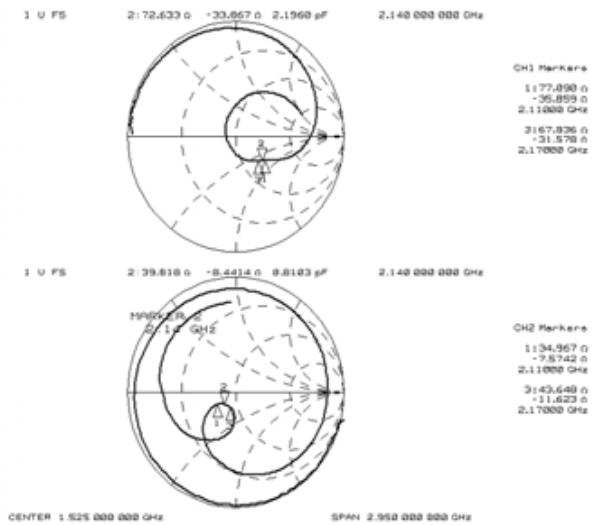 1 U FS 2:72.633 Ω -33.867 Ω 2.1960 pF 2.140 000 000 GHz
CH1 Markers
1:77.090 Ω
-35.859 Ω
2.11000 GHz
3:67.836 Ω
-31.578 Ω
2.17000 GHz
2
1 U FS 2:39.818 Ω -8.4414 Ω 8.8103 pF 2.140 000 000 GHz
MARKER 2
2.14 GHz
CH2 Markers
1:34.967 Ω
-7.5742 Ω
2.11000 GHz
3:43.648 Ω
-11.623 Ω
2.17000 GHz
2
1
CENTER 1.525 000 000 GHz SPAN 2.950 000 000 GHz